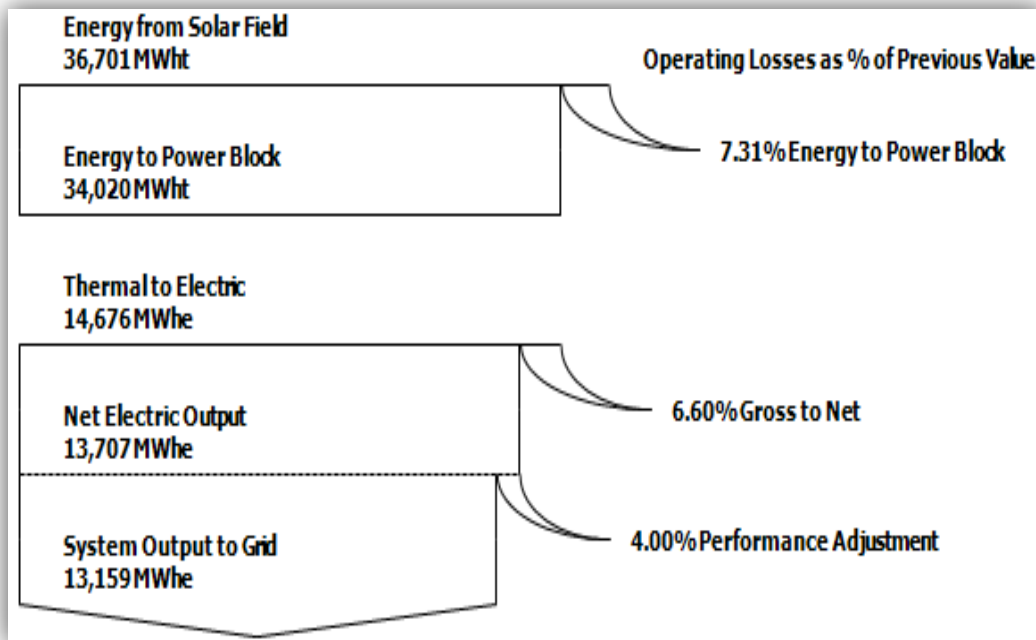 Energy from Solar Field
36,701 MWht
Operating Losses as % of Previous Value
Energy to Power Block
34,020 MWht
7.31% Energy to Power Block
Thermal to Electric
14,676 MWhe
Net Electric Output
13,707 MWhe
6.60% Gross to Net
System Output to Grid
13,159 MWhe
4.00% Performance Adjustment